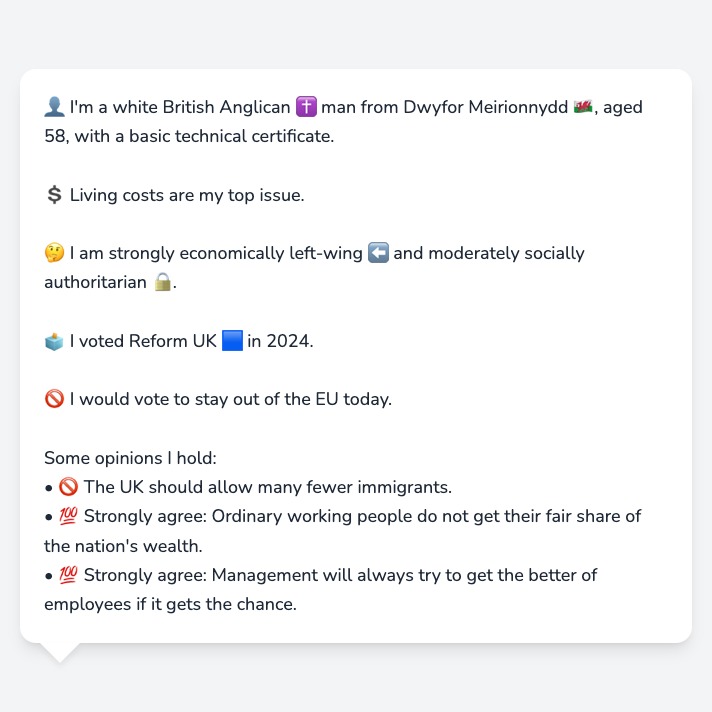 👤 I'm a white British Anglican ✝️ man from Dwyfor Meirionnydd 🏴󠁧󠁢󠁷󠁬󠁳󠁿, aged
58, with a basic technical certificate.
💲 Living costs are my top issue.
🤔 I am strongly economically left-wing ⬅️ and moderately socially
authoritarian 🔒.
🗳️ I voted Reform UK 🟦 in 2024.
🚫 I would vote to stay out of the EU today.
Some opinions I hold:
• 🚫 The UK should allow many fewer immigrants.
• 💯 Strongly agree: Ordinary working people do not get their fair share of
the nation's wealth.
• 💯 Strongly agree: Management will always try to get the better of
employees if it gets the chance.